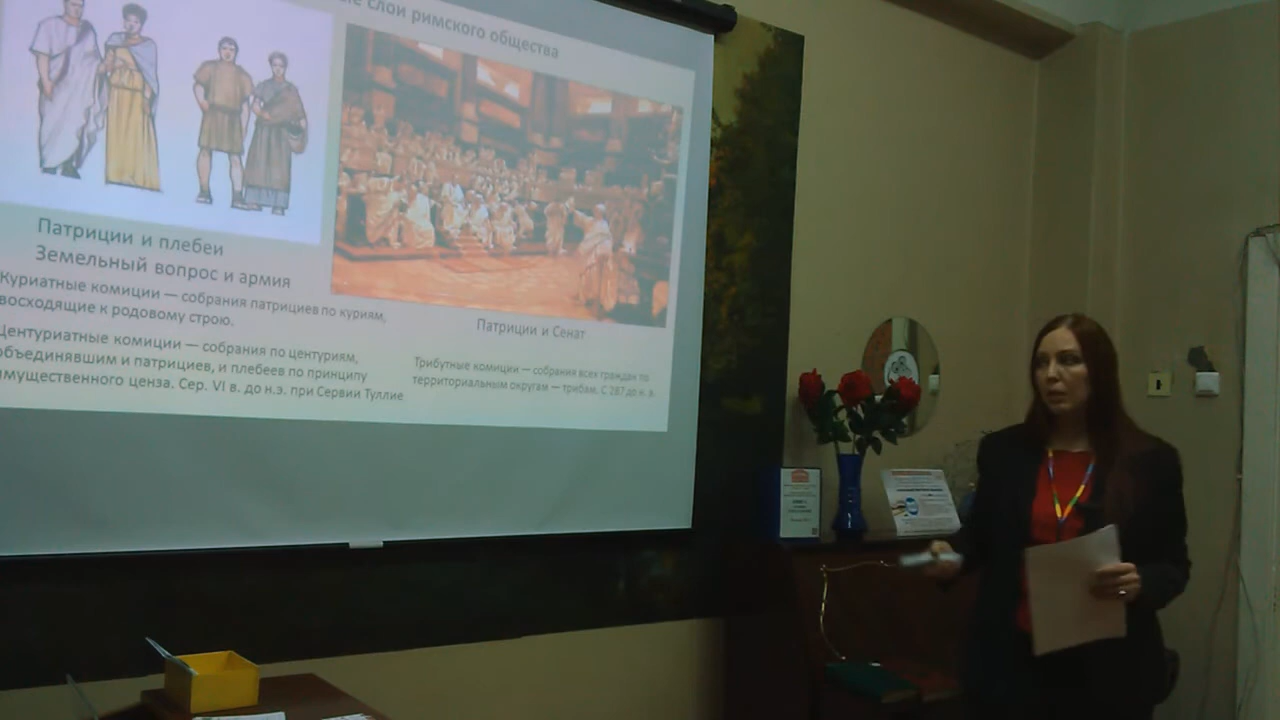 слои римского общества
Патриции и плебеи
Земельный вопрос и армия
Куриатные комиции — собрания патрициев по куриям,
восходящие к родовому строю.
Центуриатные комиции — собрания по центуриям,
объединявшим и патрициев, и плебеев по принципу
имущественного ценза. Сер. VI в. до н.э. при Сервии Туллие
Патриции и Сенат
Трибутные комиции — собрания всех граждан по
территориальным округам — трибам. С 287 до н. э.